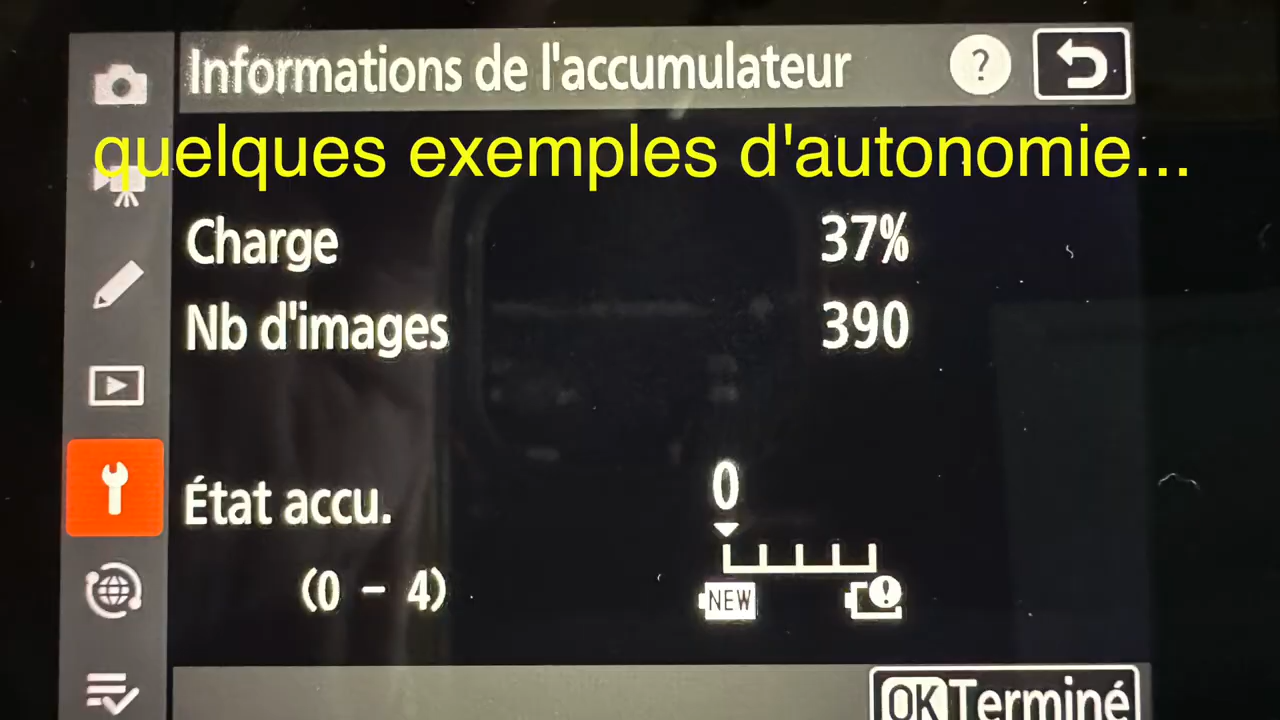 Informations de l'accumulateur ?
quelques exemples d'autonomie...
Charge 37%
Nb d'images 390
0
État accu.
(0 - 4) NEW !
OK Terminé